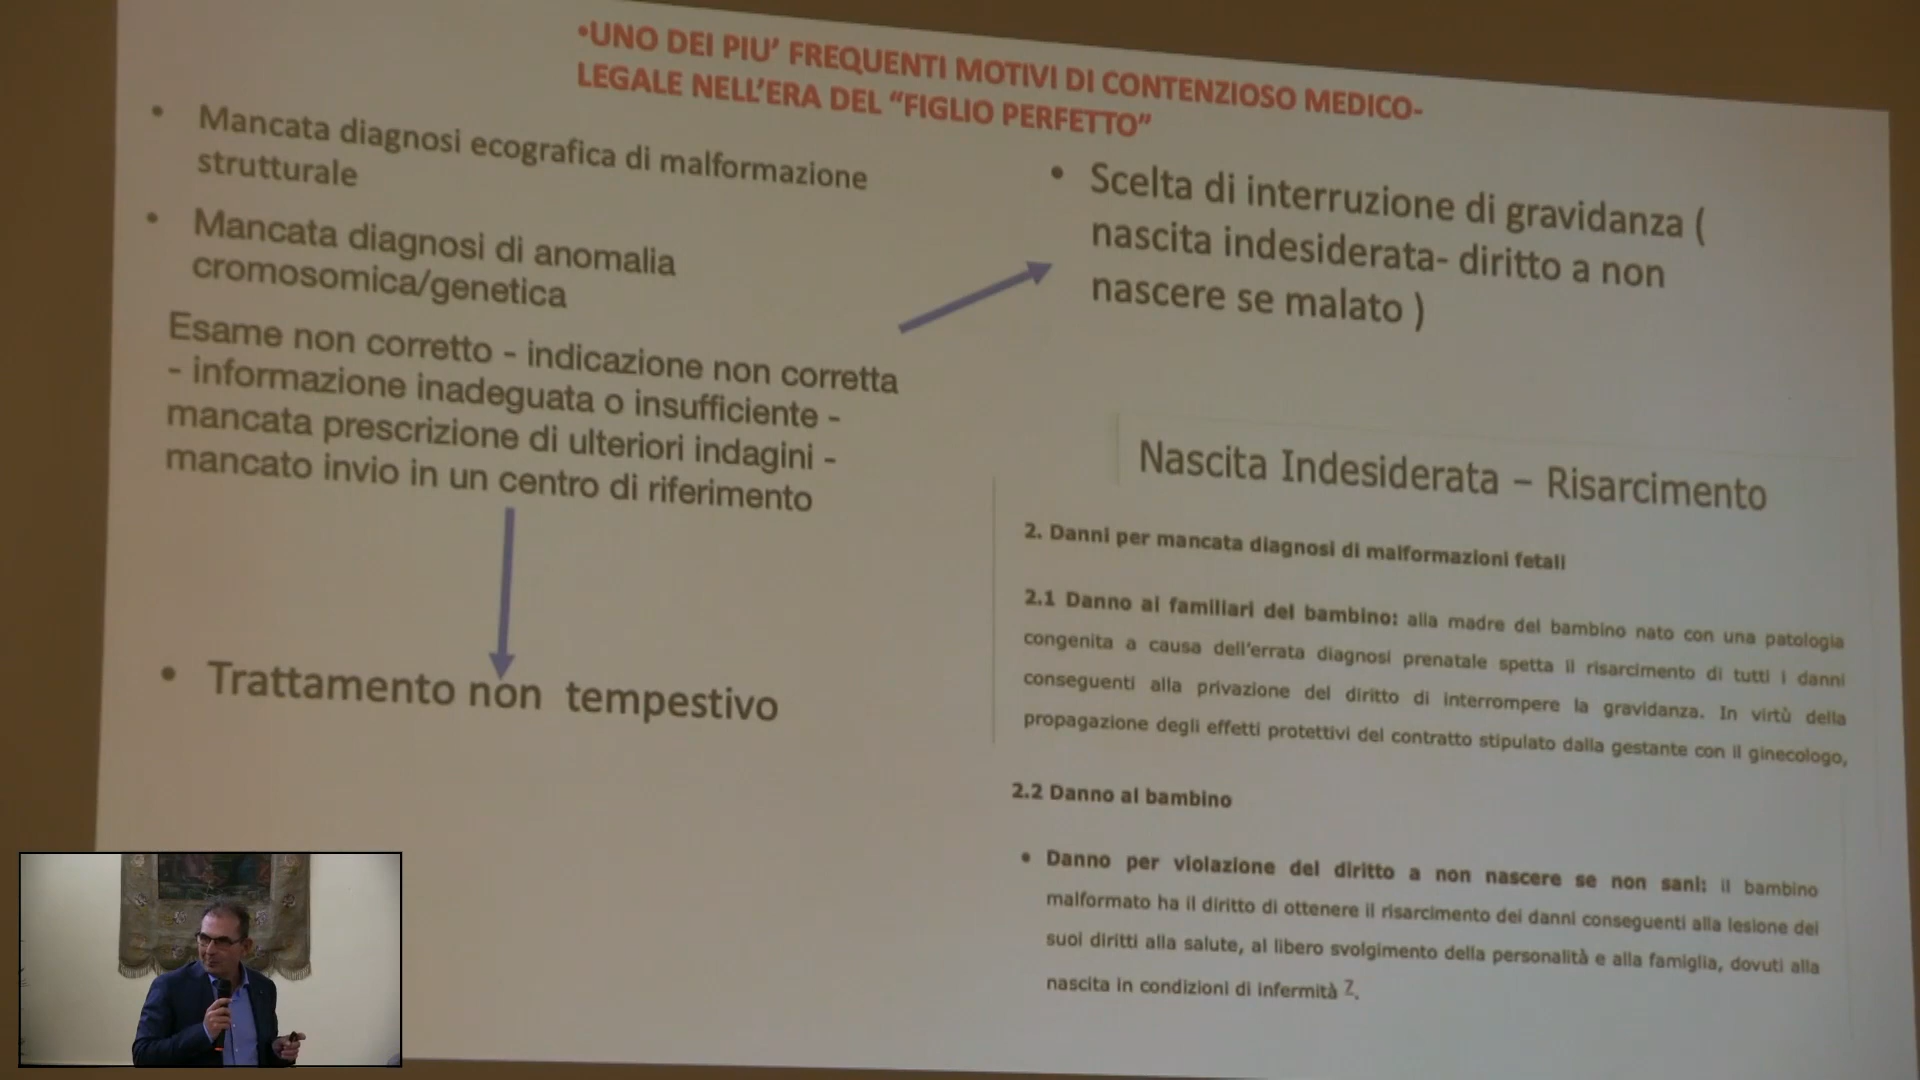 •UNO DEI PIU’ FREQUENTI MOTIVI DI CONTENZIOSO MEDICO-
LEGALE NELL’ERA DEL “FIGLIO PERFETTO”
• Mancata diagnosi ecografica di malformazione
strutturale
• Mancata diagnosi di anomalia
cromosomica/genetica
Esame non corretto - indicazione non corretta
- informazione inadeguata o insufficiente -
mancata prescrizione di ulteriori indagini -
mancato invio in un centro di riferimento
• Trattamento non tempestivo
• Scelta di interruzione di gravidanza (
nascita indesiderata- diritto a non
nascere se malato )
Nascita Indesiderata – Risarcimento
2. Danni per mancata diagnosi di malformazioni fetali
2.1 Danno ai familiari del bambino: alla madre del bambino nato con una patologia
congenita a causa dell’errata diagnosi prenatale spetta il risarcimento di tutti i danni
conseguenti alla privazione del diritto di interrompere la gravidanza. In virtù della
propagazione degli effetti protettivi del contratto stipulato dalla gestante con il ginecologo,
2.2 Danno al bambino
• Danno per violazione del diritto a non nascere se non sani: il bambino
malformato ha il diritto di ottenere il risarcimento dei danni conseguenti alla lesione dei
suoi diritti alla salute, al libero svolgimento della personalità e alla famiglia, dovuti alla
nascita in condizioni di infermità 7.